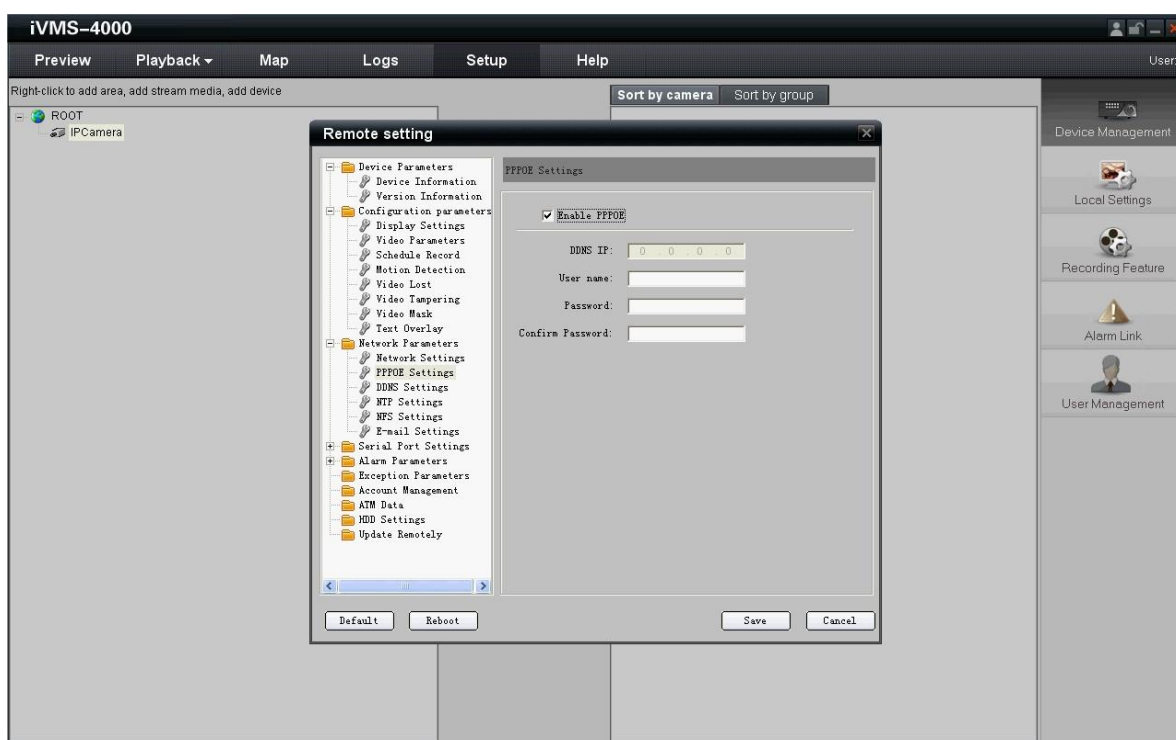 iVMS-4000
Preview Playback Map Logs Setup Help
User
Right-click to add area, add stream media, add device
ROOT
IPCamera
Sort by camera Sort by group
Device Management
Local Settings
Recording Feature
Alarm Link
User Management
Remote setting
Device Parameters
Device Information
Version Information
Configuration parameters
Display Settings
Video Parameters
Schedule Record
Motion Detection
Video Lost
Video Tampering
Video Mask
Text Overlay
Network Parameters
Network Settings
PPPOE Settings
DDNS Settings
NTP Settings
NFS Settings
E-mail Settings
Serial Port Settings
Alarm Parameters
Exception Parameters
Account Management
ATM Data
HDD Settings
Update Remotely
PPPOE Settings
Enable PPPOE
DDNS IP: 0 . 0 . 0 . 0
User name:
Password:
Confirm Password:
Default Reboot Save Cancel